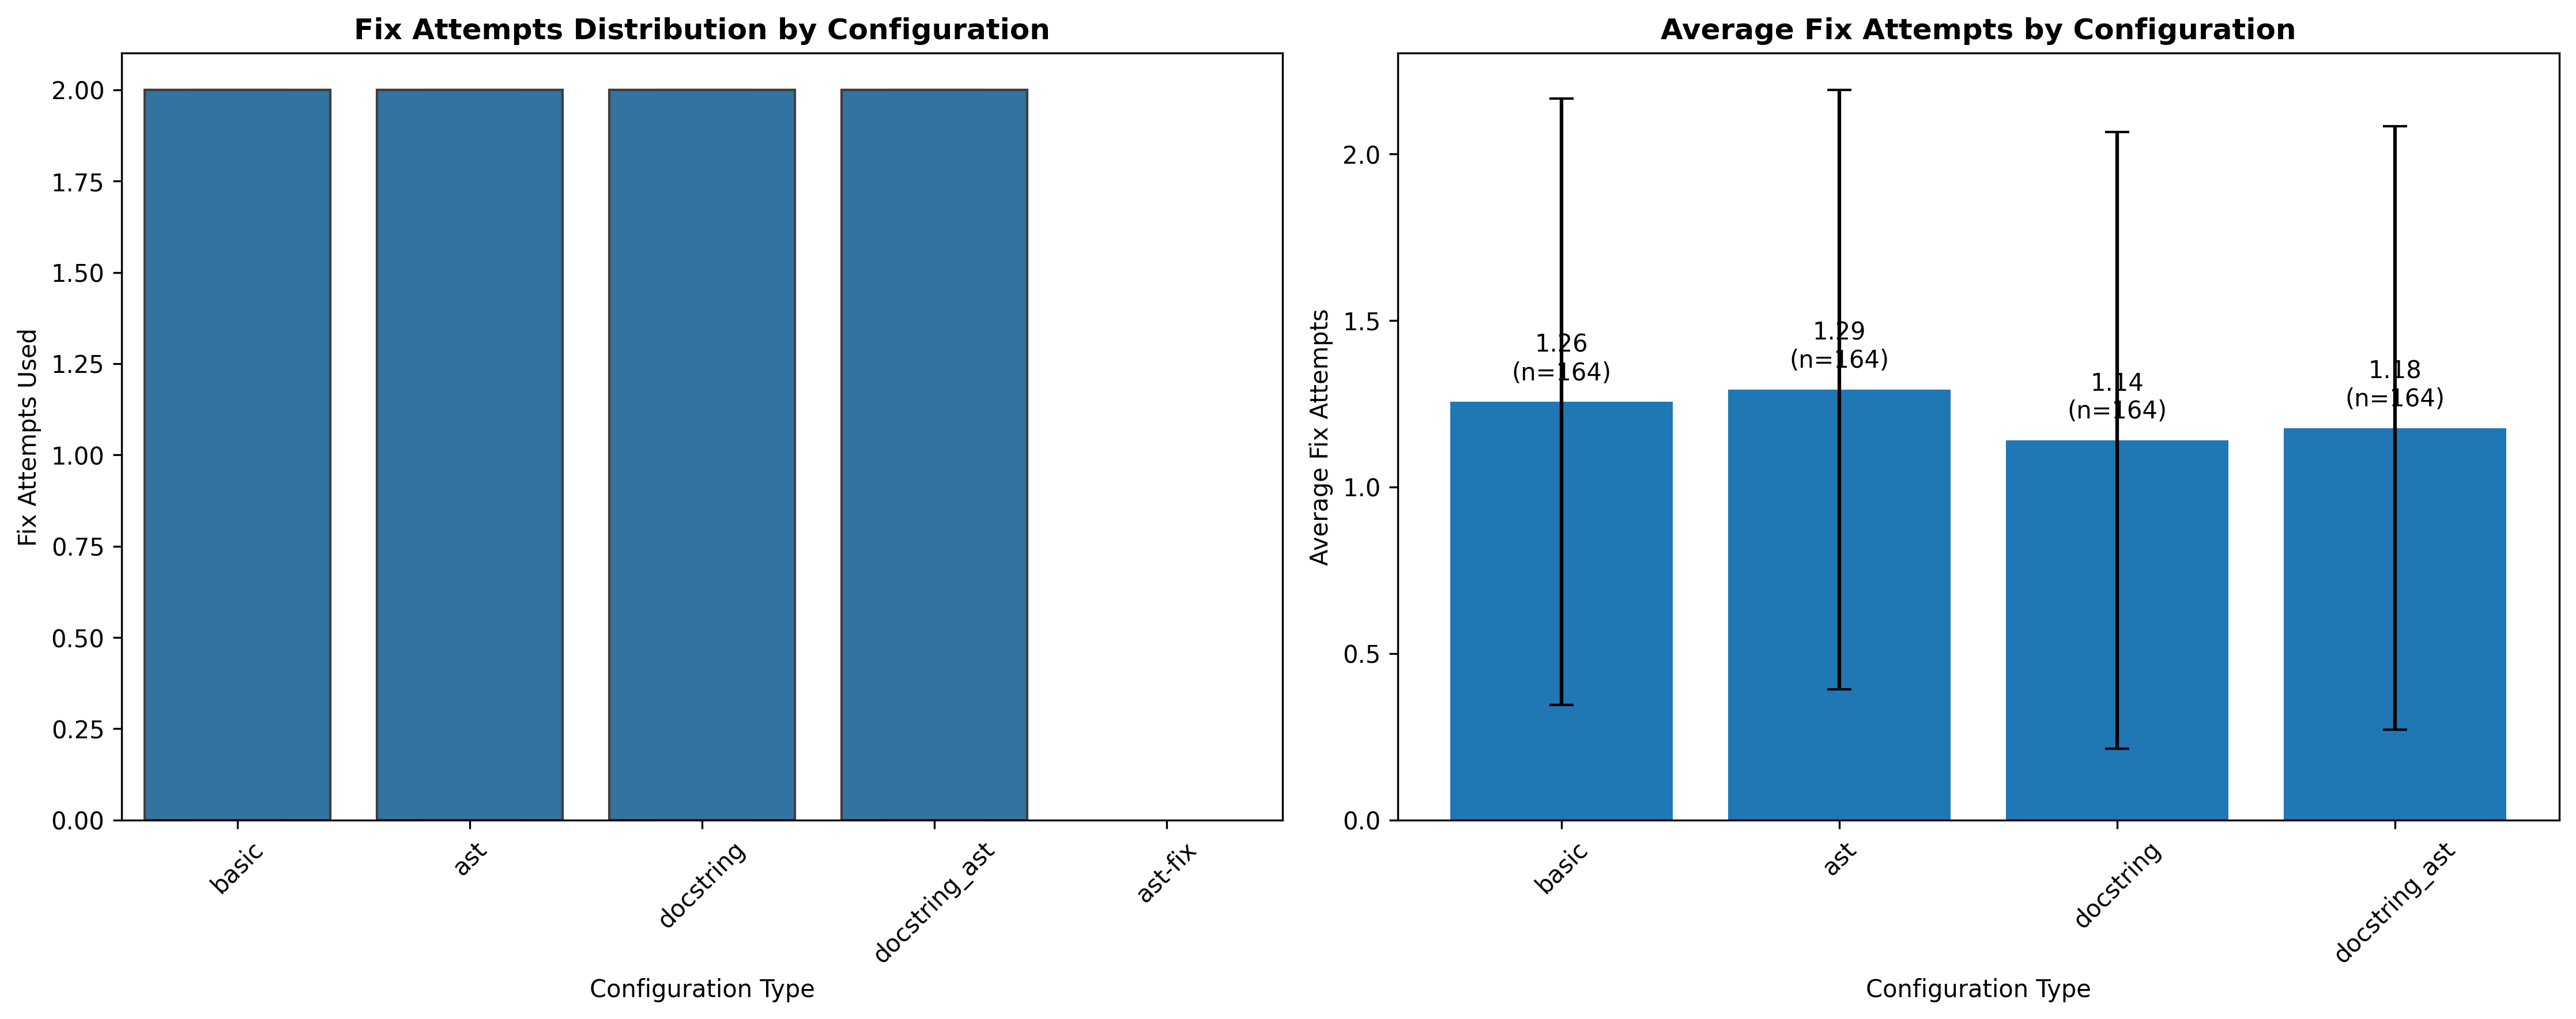 Fix Attempts Distribution by Configuration
Fix Attempts Used
2.00
1.75
1.50
1.25
1.00
0.75
0.50
0.25
0.00
basic
ast
docstring
docstring_ast
ast-fix
Configuration Type
Average Fix Attempts by Configuration
Average Fix Attempts
2.0
1.5
1.0
0.5
0.0
1.26
(n=164)
1.29
(n=164)
1.14
(n=164)
1.18
(n=164)
basic
ast
docstring
docstring_ast
Configuration Type